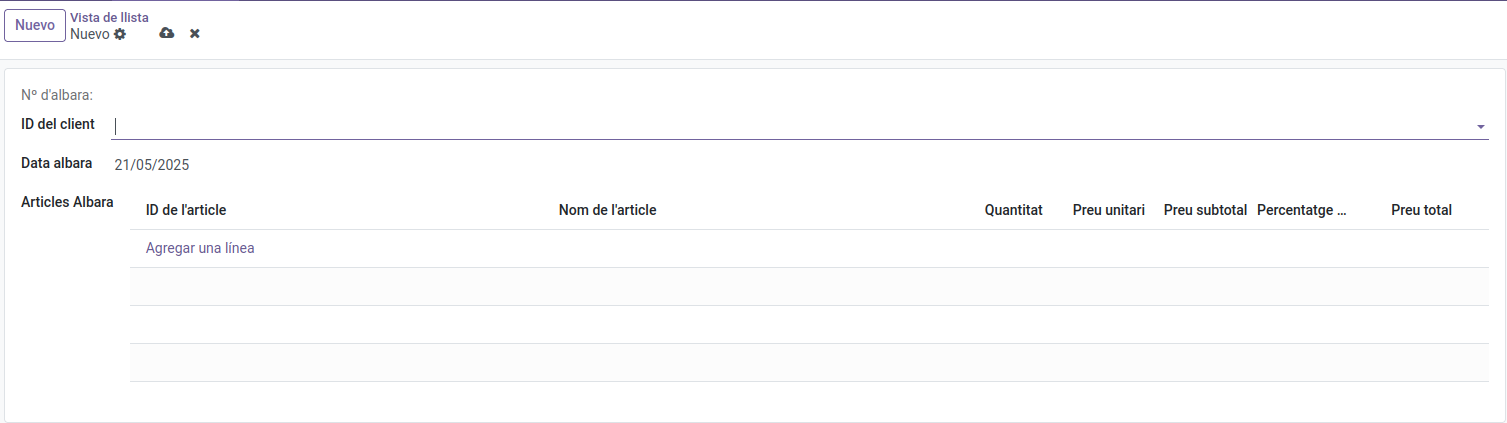 Nuevo
Vista de llista
Nuevo
Nº d'albara:
ID del client
Data albara 21/05/2025
Articles Albara
ID de l'article Nom de l'article Quantitat Preu unitari Preu subtotal Percentatge ... Preu total
Agregar una línea